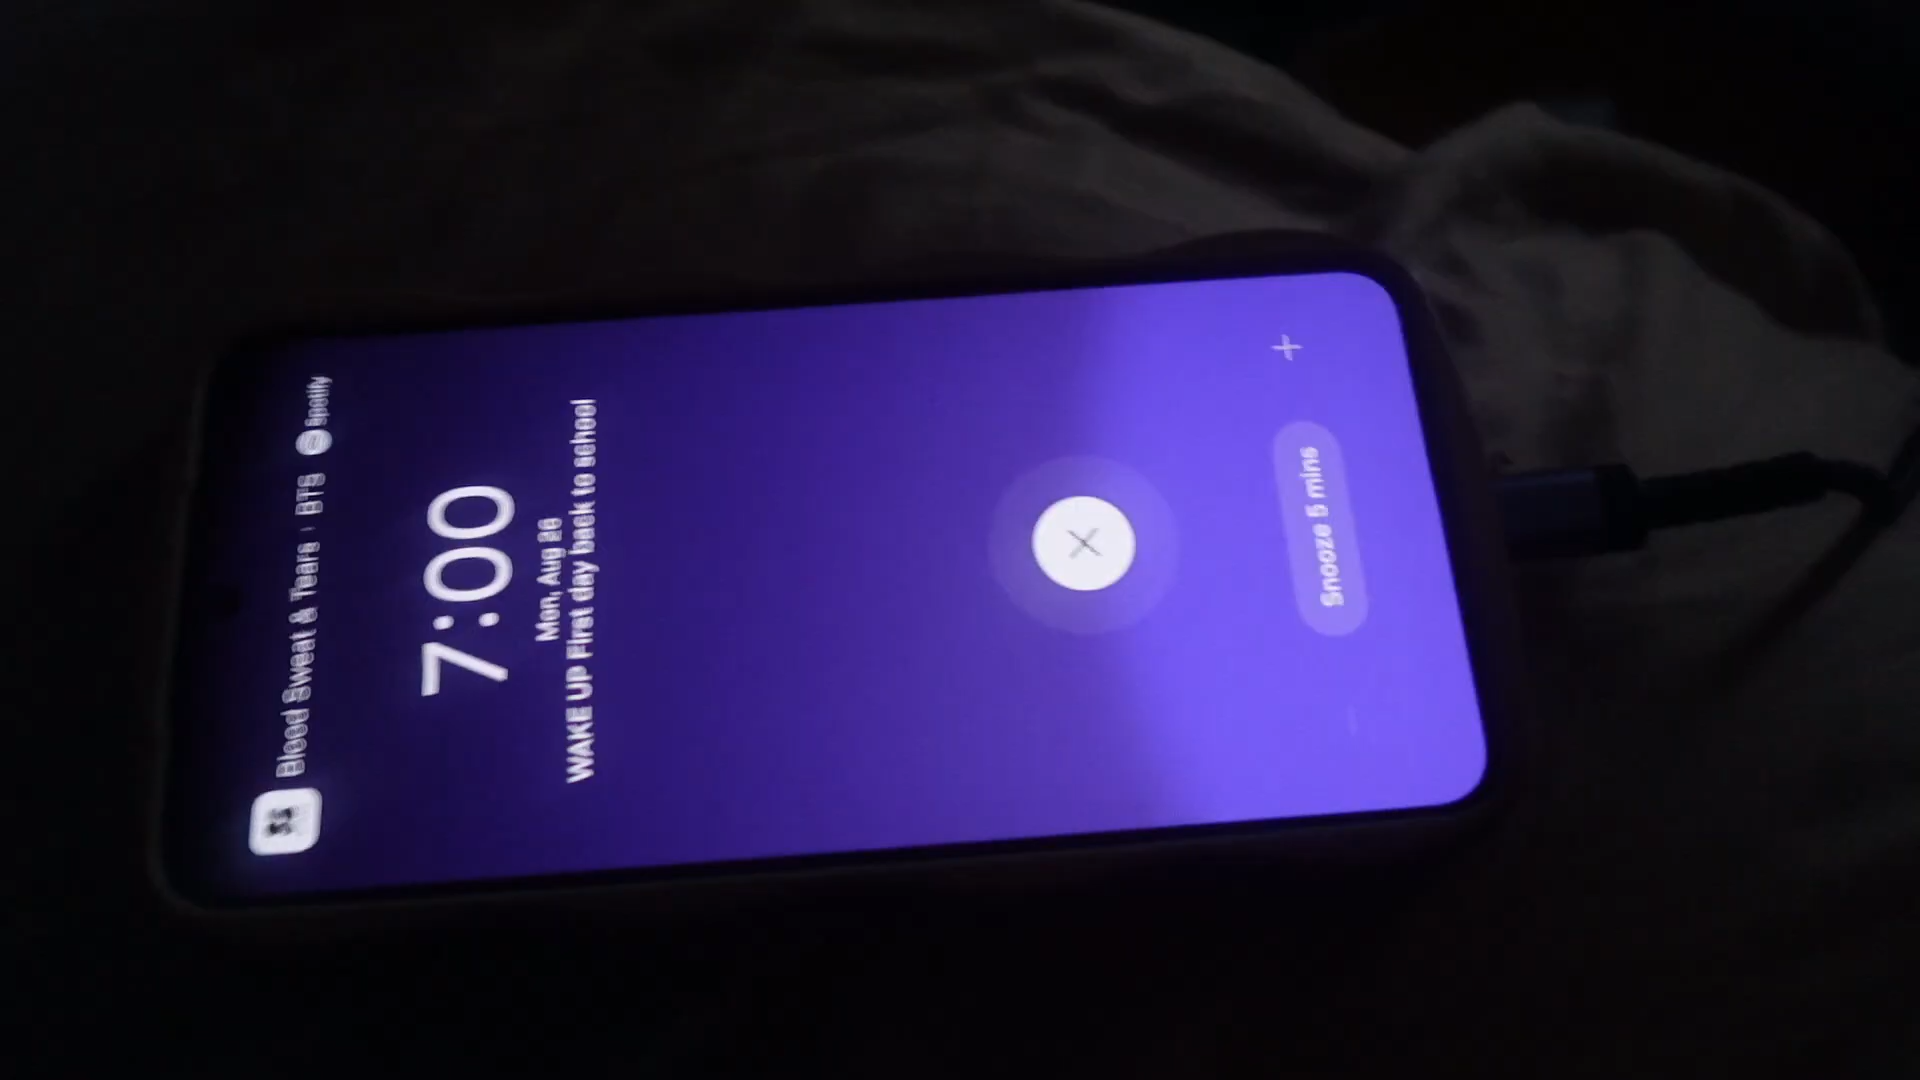 Blood Sweat & Tears | BTS Spotify
7:00
Mon, Aug 26
WAKE UP First day back to school
Snooze 5 mins